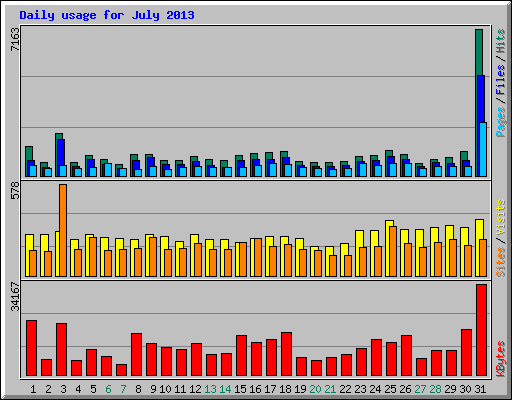 Daily usage for July 2013
7163
Pages / Files / Hits
578
Sites / Visits
34167
KBytes
1 2 3 4 5 6 7 8 9 10 11 12 13 14 15 16 17 18 19 20 21 22 23 24 25 26 27 28 29 30 31